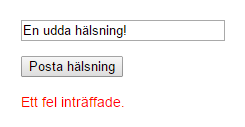 En udda hälsning!
Posta hälsning
Ett fel inträffade.